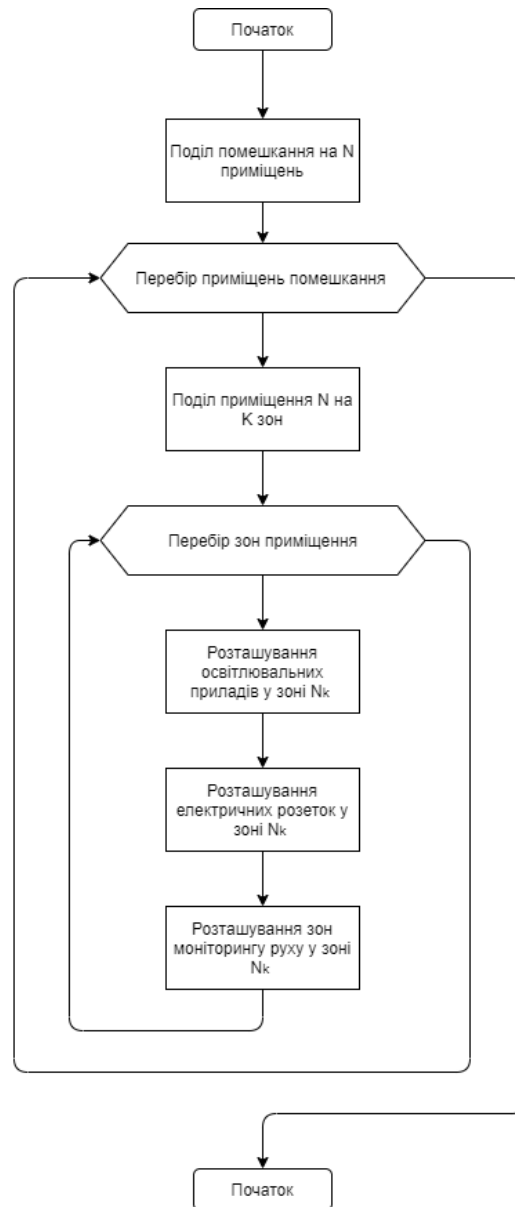 Початок
Поділ помешкання на N
приміщень
Перебір приміщень помешкання
Поділ приміщення N на
K зон
Перебір зон приміщення
Розташування
освітлювальних
приладів у зоні Nₖ
Розташування
електричних розеток у
зоні Nₖ
Розташування зон
моніторингу руху у зоні
Nₖ
Початок